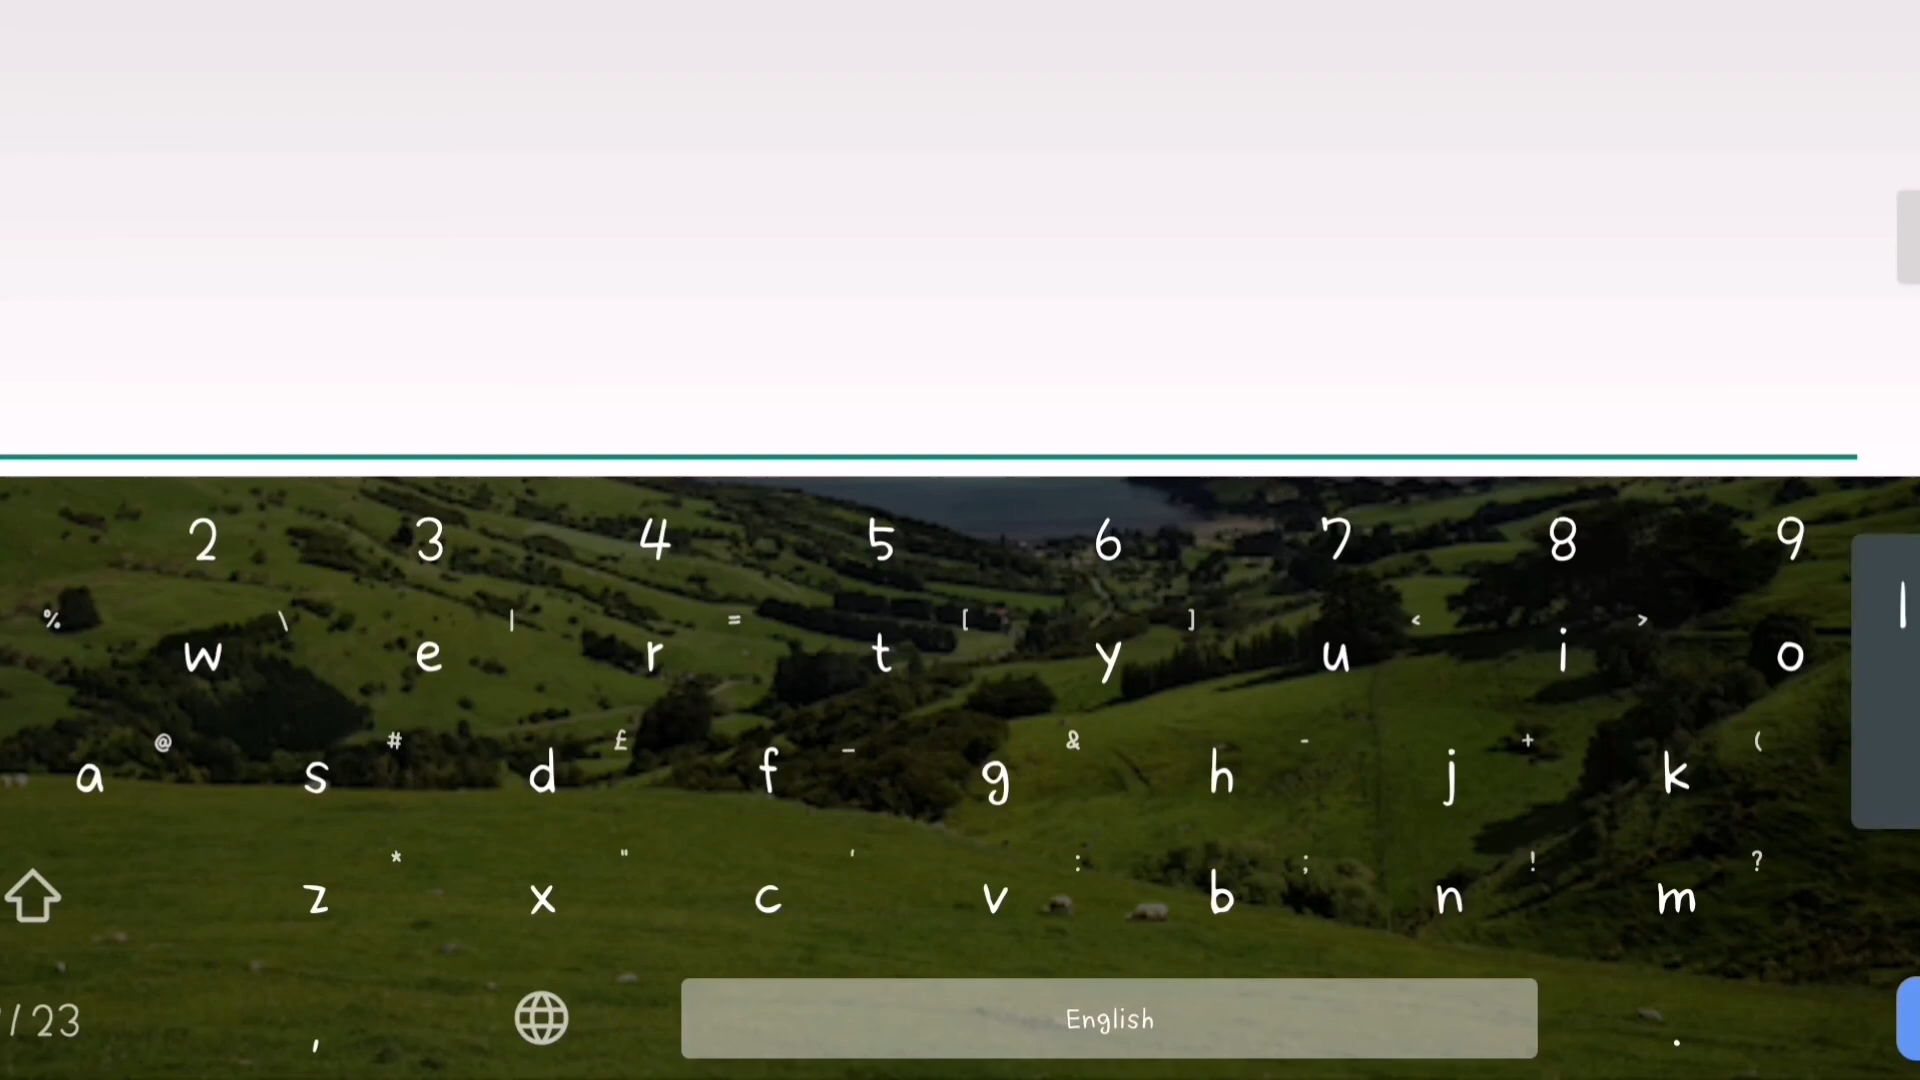 2 3 4 5 6 7 8 9
% \ | = [ ] < >
w e r t y u i o
@ # £ _ & - + (
a s d f g h j k
* " ' : ; ! ?
z x c v b n m
/ 23 , English .